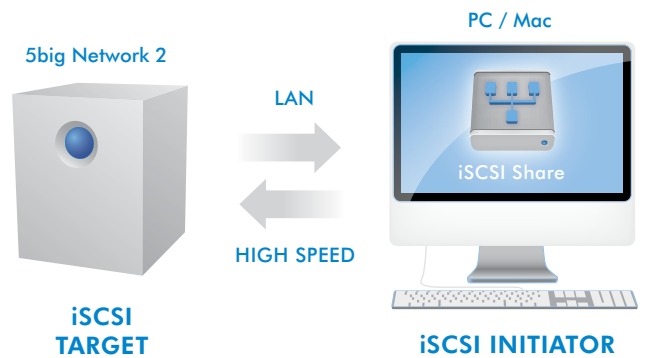 5big Network 2
iSCSI
TARGET
LAN
HIGH SPEED
PC / Mac
iSCSI Share
iSCSI INITIATOR